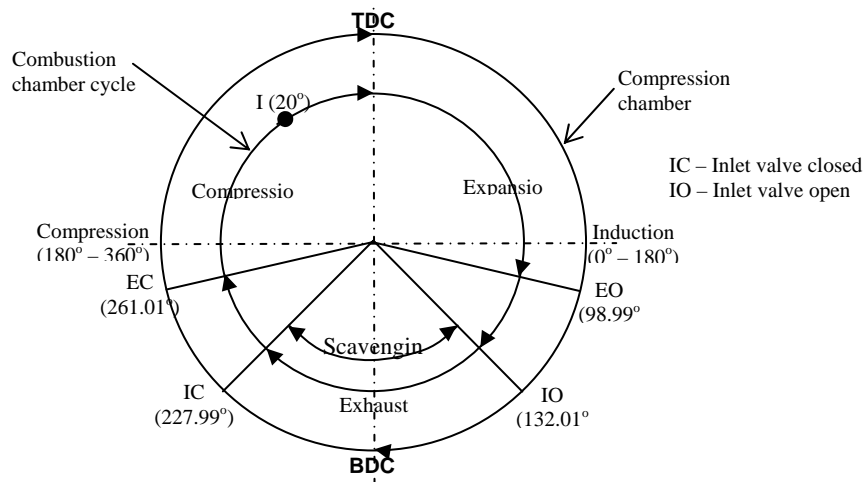 TDC
Combustion
chamber cycle
I (20°)
Compression
chamber
IC – Inlet valve closed
IO – Inlet valve open
Compressio
Expansio
Compression
(180° – 360°)
Induction
(0° – 180°)
EC
(261.01°)
EO
(98.99°
Scavengin
IC
(227.99°)
Exhaust
IO
(132.01°
BDC